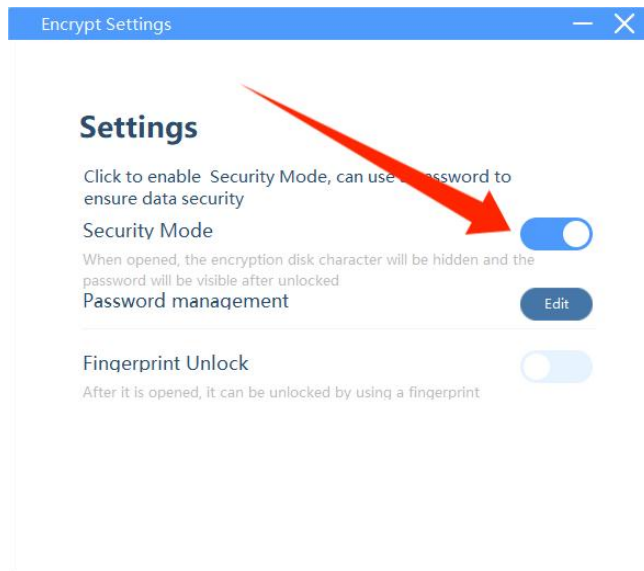 Encrypt Settings
Settings
Click to enable Security Mode, can use password to
ensure data security
Security Mode
When opened, the encryption disk character will be hidden and the
password will be visible after unlocked
Password management
Edit
Fingerprint Unlock
After it is opened, it can be unlocked by using a fingerprint